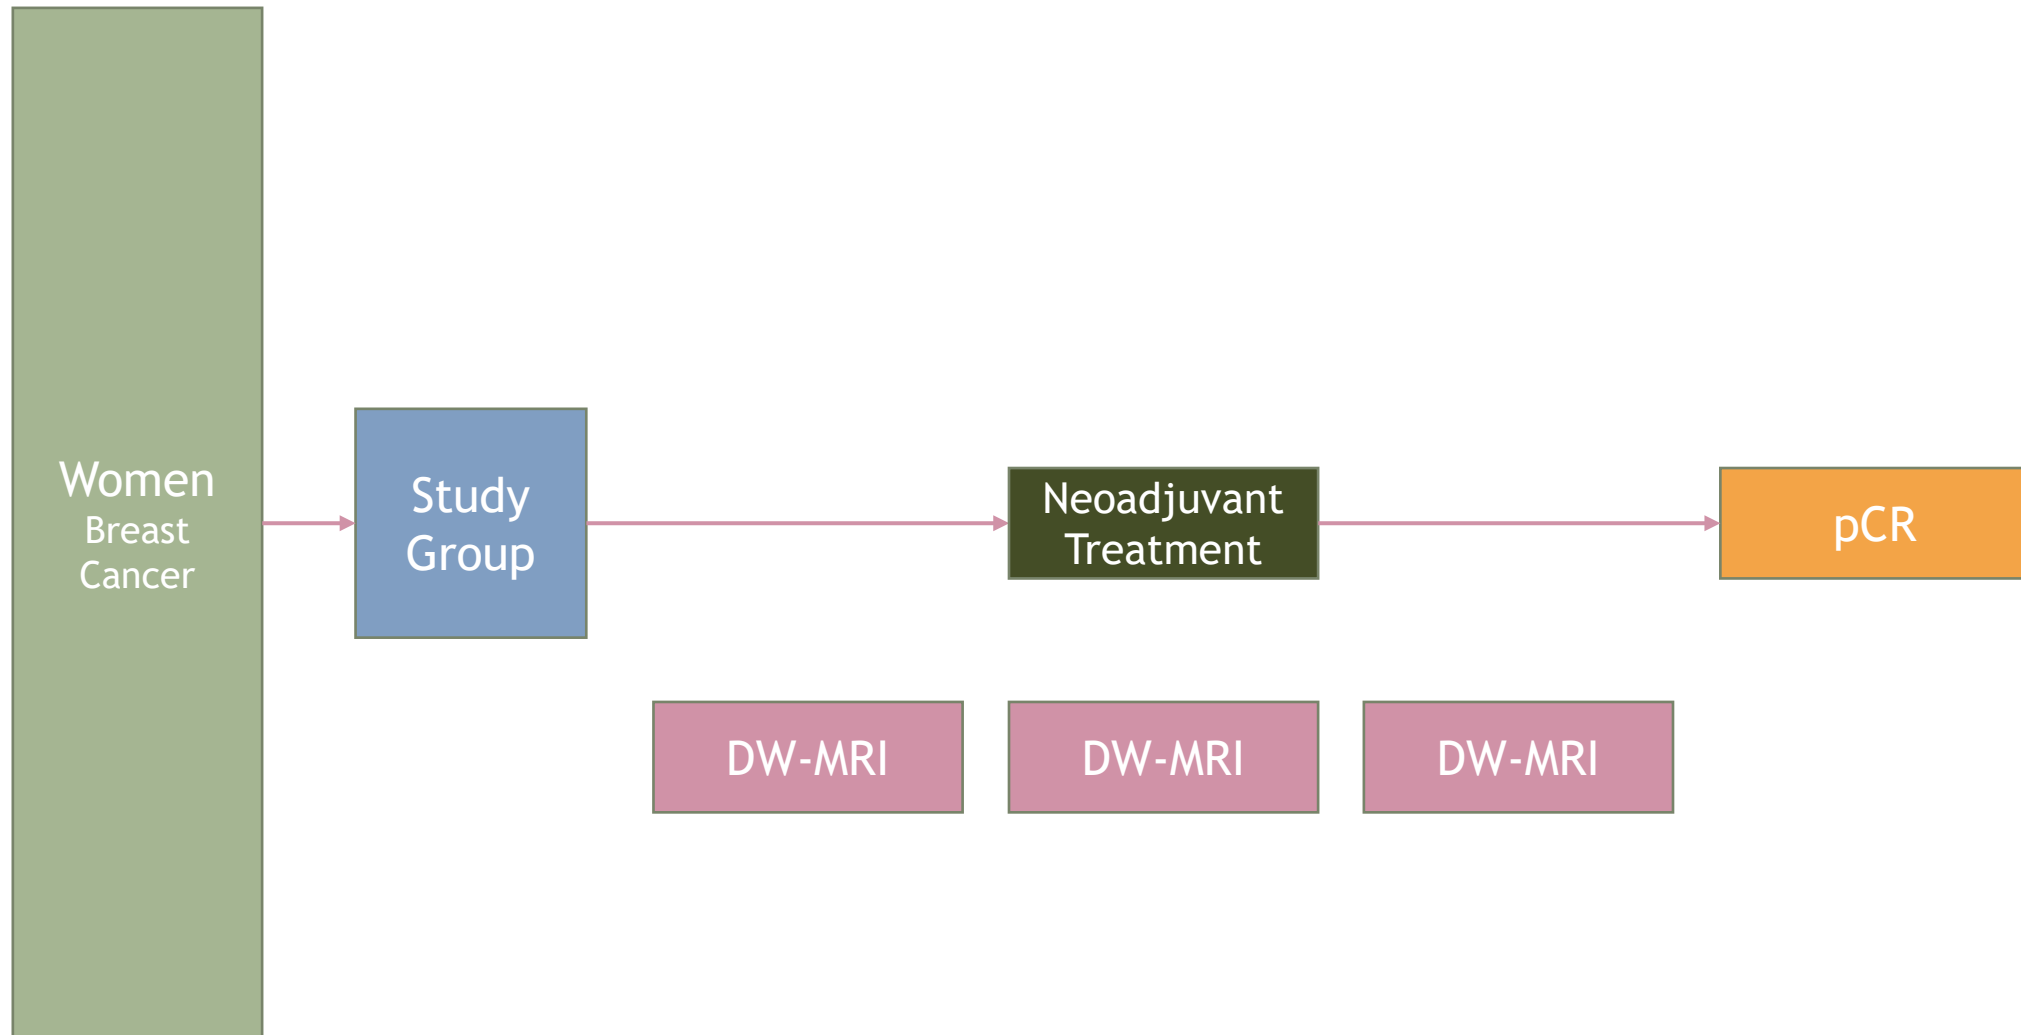 Women
Breast
Cancer
Study
Group
Neoadjuvant
Treatment
pCR
DW-MRI
DW-MRI
DW-MRI